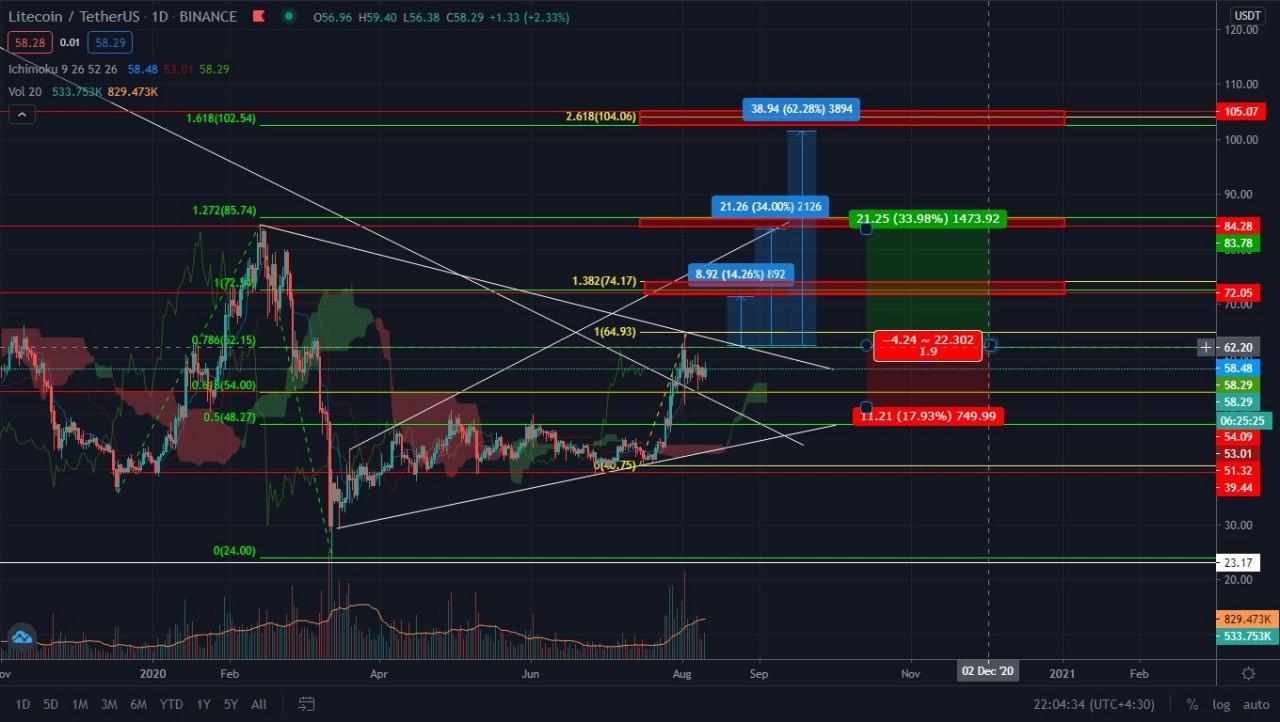 Litecoin / TetherUS · 1D · BINANCE O56.96 H59.40 L56.38 C58.29 +1.33 (+2.33%)
USDT
58.28 0.01 58.29
Ichimoku 9 26 52 26 58.48 53.01 58.29
Vol 20 533.753K 829.473K
120.00
110.00
38.94 (62.28%) 3894
105.07
1.618(102.54)
2.618(104.06)
100.00
90.00
21.26 (34.00%) 2126
1.272(85.74)
21.25 (33.98%) 1473.92
84.28
83.78
8.92 (14.26%) 892
1.382(74.17)
72.05
70.00
1(64.93)
0.786(62.15)
−4.24 ~ 22.302
1.9
62.20
58.48
58.29
58.29
06:25:25
0.618(54.00)
0.5(48.27)
11.21 (17.93%) 749.99
54.09
53.01
51.32
39.44
0(40.75)
30.00
0(24.00)
23.17
20.00
829.473K
533.753K
2020 Feb Apr Jun Aug Sep Nov 02 Dec '20 2021 Feb
1D 5D 1M 3M 6M YTD 1Y 5Y All 22:04:34 (UTC+4:30) % log auto